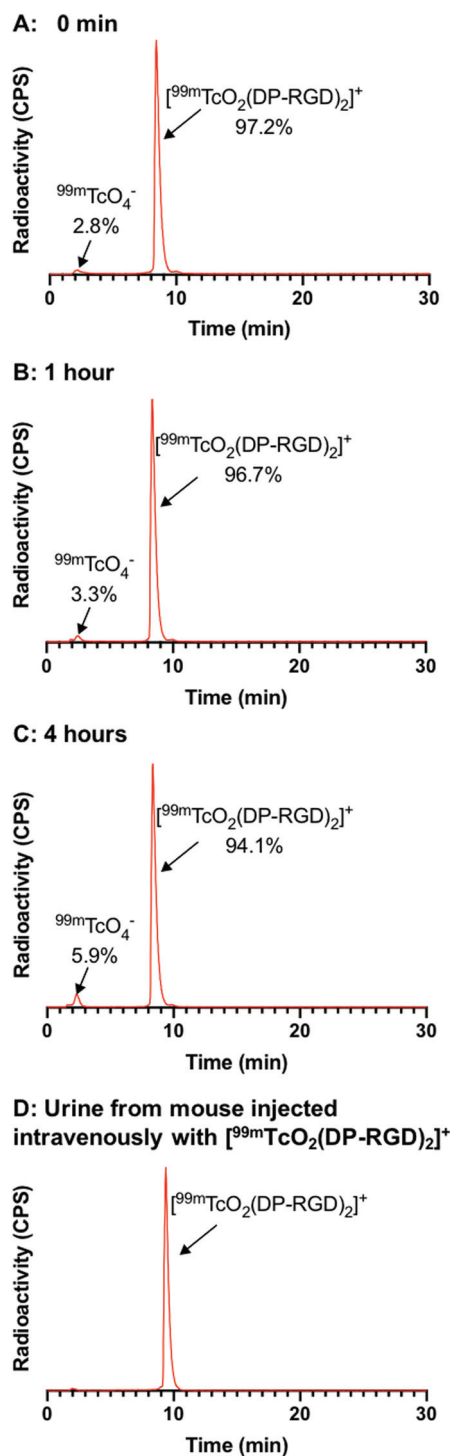 A: 0 min
Radioactivity (CPS)
[⁹⁹ᵐTcO₂(DP-RGD)₂]⁺
97.2%
⁹⁹ᵐTcO₄⁻
2.8%
0 10 20 30
Time (min)
B: 1 hour
Radioactivity (CPS)
[⁹⁹ᵐTcO₂(DP-RGD)₂]⁺
96.7%
⁹⁹ᵐTcO₄⁻
3.3%
0 10 20 30
Time (min)
C: 4 hours
Radioactivity (CPS)
[⁹⁹ᵐTcO₂(DP-RGD)₂]⁺
94.1%
⁹⁹ᵐTcO₄⁻
5.9%
0 10 20 30
Time (min)
D: Urine from mouse injected
intravenously with [⁹⁹ᵐTcO₂(DP-RGD)₂]⁺
Radioactivity (CPS)
[⁹⁹ᵐTcO₂(DP-RGD)₂]⁺
0 10 20 30
Time (min)